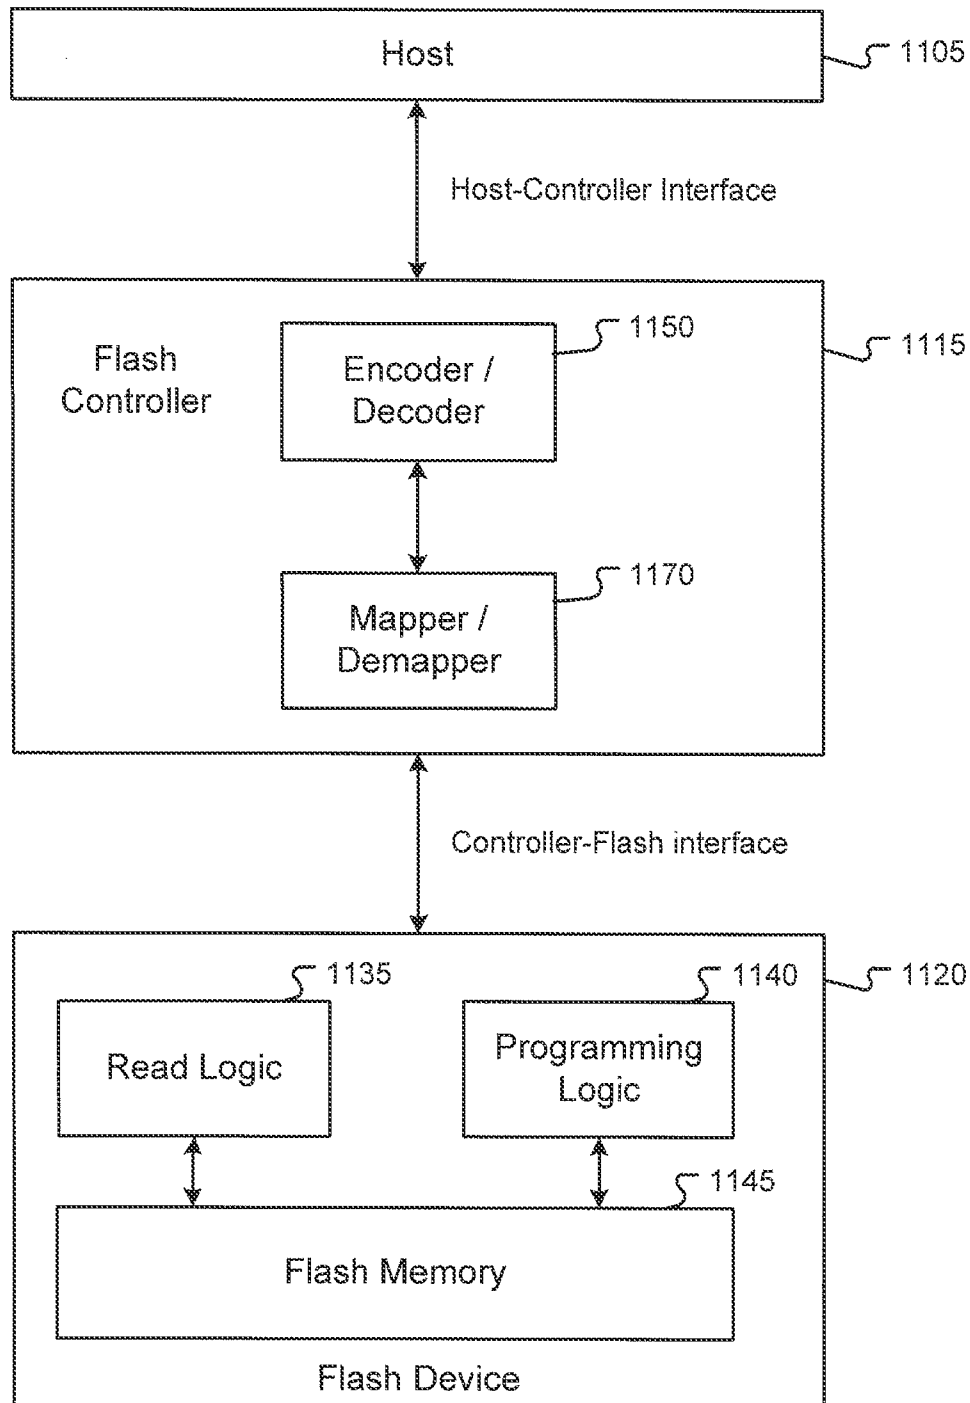 Host
1105
Host-Controller Interface
1150
1115
Flash
Controller
Encoder /
Decoder
1170
Mapper /
Demapper
Controller-Flash interface
1135
1140
1120
Read Logic
Programming
Logic
1145
Flash Memory
Flash Device